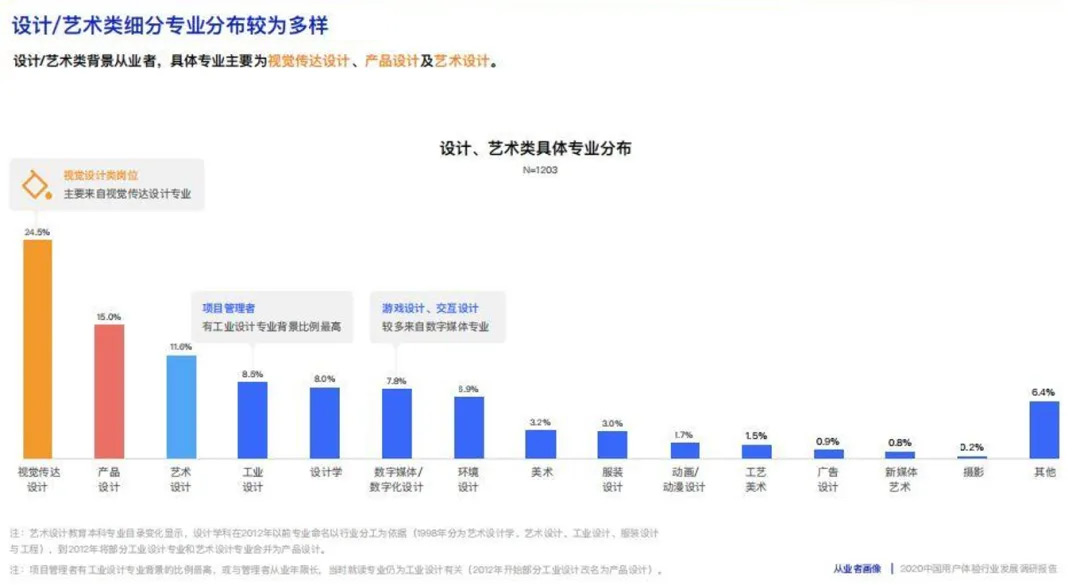 设计/艺术类细分专业分布较为多样
设计/艺术类背景从业者，具体专业主要为视觉传达设计、产品设计及艺术设计。
设计、艺术类具体专业分布
N=1203
视觉设计类岗位
主要来自视觉传达设计专业
24.5%
15.0%
11.6%
项目管理者
有工业设计专业背景比例最高
游戏设计、交互设计
较多来自数字媒体专业
8.6%
8.0%
7.8%
6.9%
3.2%
3.0%
1.7%
1.5%
0.9%
0.8%
0.2%
6.4%
视觉传达
设计
产品
设计
艺术
设计
工业
设计
设计学
数字媒体/
数字化设计
环境
设计
美术
服装
设计
动画/
动漫设计
工艺
美术
广告
设计
新媒体
艺术
摄影
其他
注：艺术设计教育本科专业目录变化显示，设计学科在2012年以前专业命名以行业分工为依据（1998年分为艺术设计学、艺术设计、工业设计、服装设计
与工程），到2012年将部分工业设计专业和艺术设计专业合并为产品设计。
注：项目管理者有工业设计专业背景的比例最高，或与管理者从业年限长，当时就读专业仍为工业设计有关（2012年开始部分工业设计改名为产品设计）。
从业者画像 | 2020中国用户体验行业发展调研报告